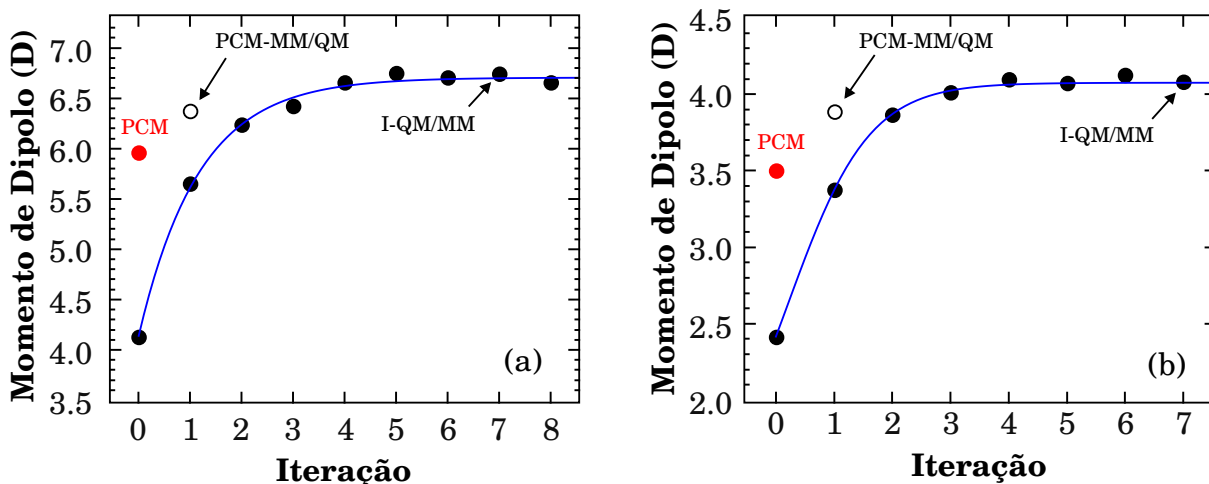 Momento de Dipolo (D)
7.0
6.5
6.0
5.5
5.0
4.5
4.0
3.5
PCM-MM/QM
PCM
I-QM/MM
(a)
0 1 2 3 4 5 6 7 8
Iteração
Momento de Dipolo (D)
4.5
4.0
3.5
3.0
2.5
2.0
PCM-MM/QM
PCM
I-QM/MM
(b)
0 1 2 3 4 5 6 7
Iteração